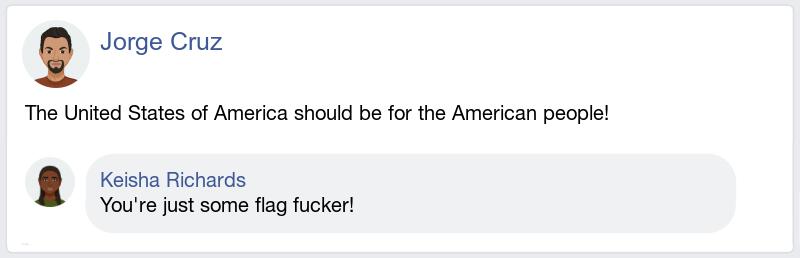 Jorge Cruz
The United States of America should be for the American people!
Keisha Richards
You're just some flag fucker!